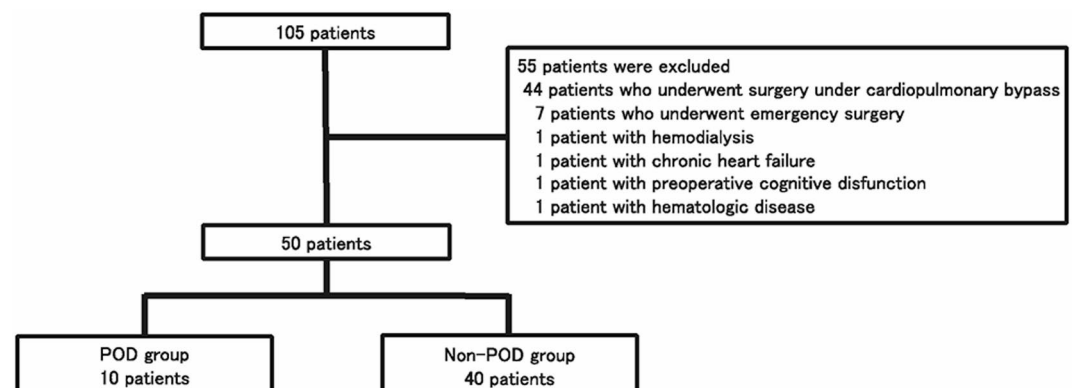 105 patients
55 patients were excluded
44 patients who underwent surgery under cardiopulmonary bypass
7 patients who underwent emergency surgery
1 patient with hemodialysis
1 patient with chronic heart failure
1 patient with preoperative cognitive disfunction
1 patient with hematologic disease
50 patients
POD group
10 patients
Non-POD group
40 patients